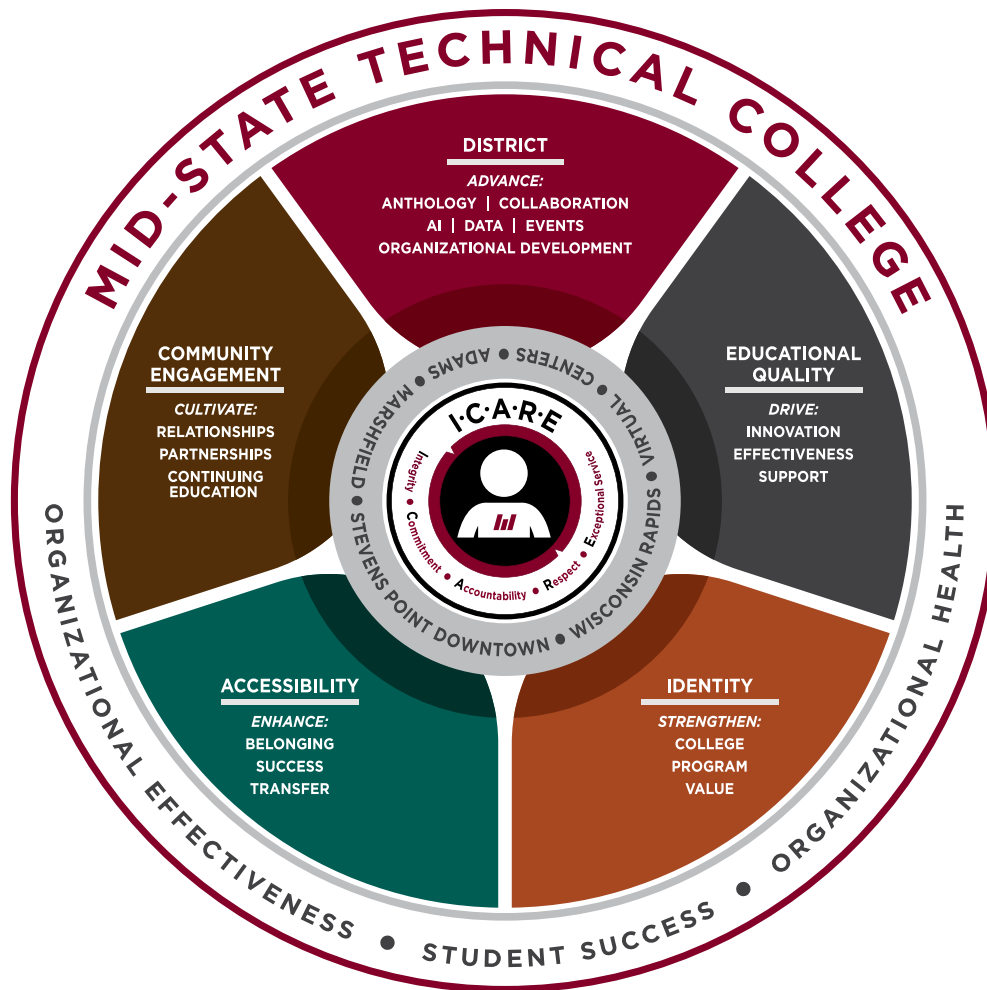 MID-STATE TECHNICAL COLLEGE
DISTRICT
ADVANCE:
ANTHOLOGY | COLLABORATION
AI | DATA | EVENTS
ORGANIZATIONAL DEVELOPMENT
COMMUNITY
ENGAGEMENT
CULTIVATE:
RELATIONSHIPS
PARTNERSHIPS
CONTINUING
EDUCATION
EDUCATIONAL
QUALITY
DRIVE:
INNOVATION
EFFECTIVENESS
SUPPORT
MARSHFIELD • ADAMS • CENTERS • VIRTUAL •
STEVENS POINT DOWNTOWN • WISCONSIN RAPIDS •
I·C·A·R·E
Integrity • Commitment • Accountability • Respect • Exceptional Service
ACCESSIBILITY
ENHANCE:
BELONGING
SUCCESS
TRANSFER
IDENTITY
STRENGTHEN:
COLLEGE
PROGRAM
VALUE
ORGANIZATIONAL EFFECTIVENESS • STUDENT SUCCESS • ORGANIZATIONAL HEALTH